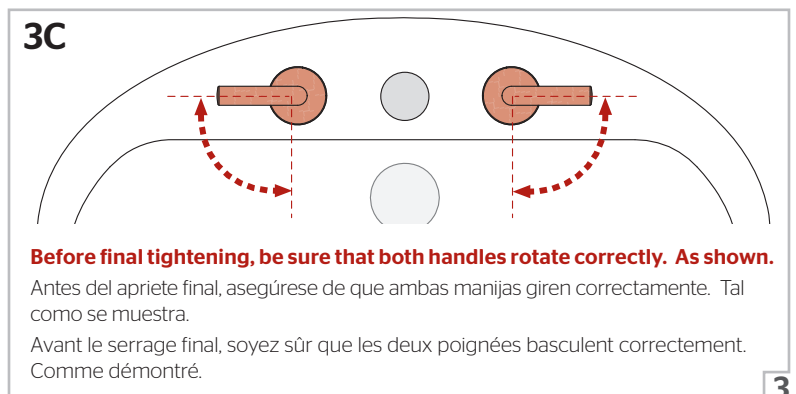 3C
Before final tightening, be sure that both handles rotate correctly.  As shown.
Antes del apriete final, asegúrese de que ambas manijas giren correctamente.  Tal
como se muestra.
Avant le serrage final, soyez sûr que les deux poignées basculent correctement.
Comme démontré.
3